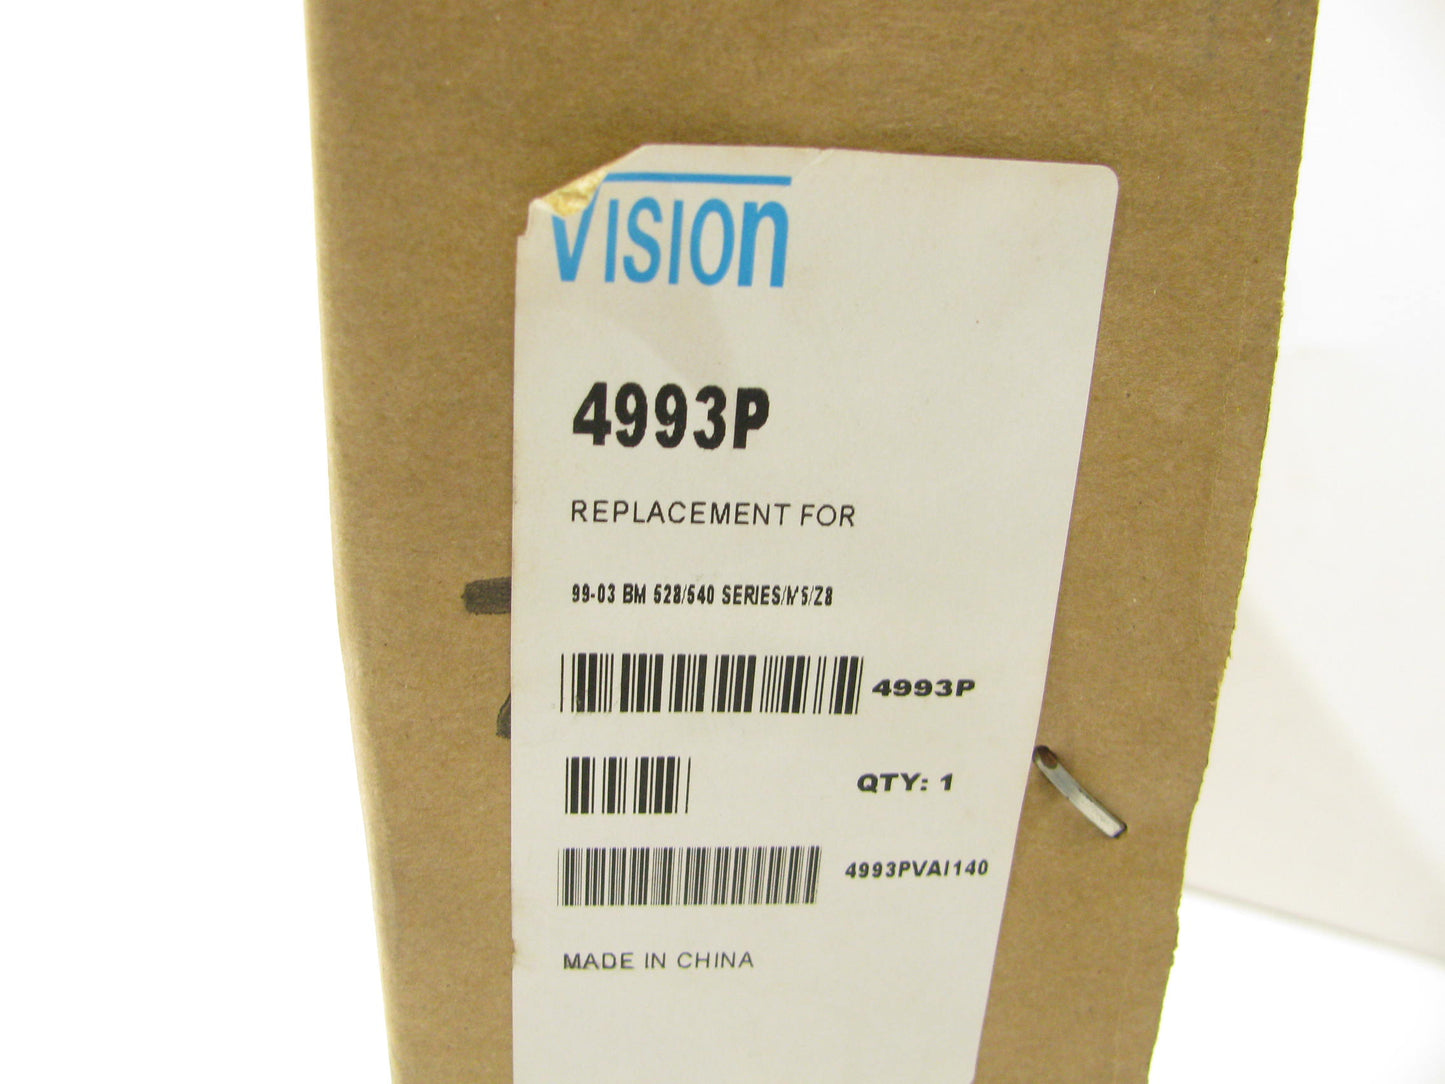 Vision
4993P
REPLACEMENT FOR
99-03 BM 528/540 SERIES/M5/Z8
4993P
QTY: 1
4993PVAI140
MADE IN CHINA